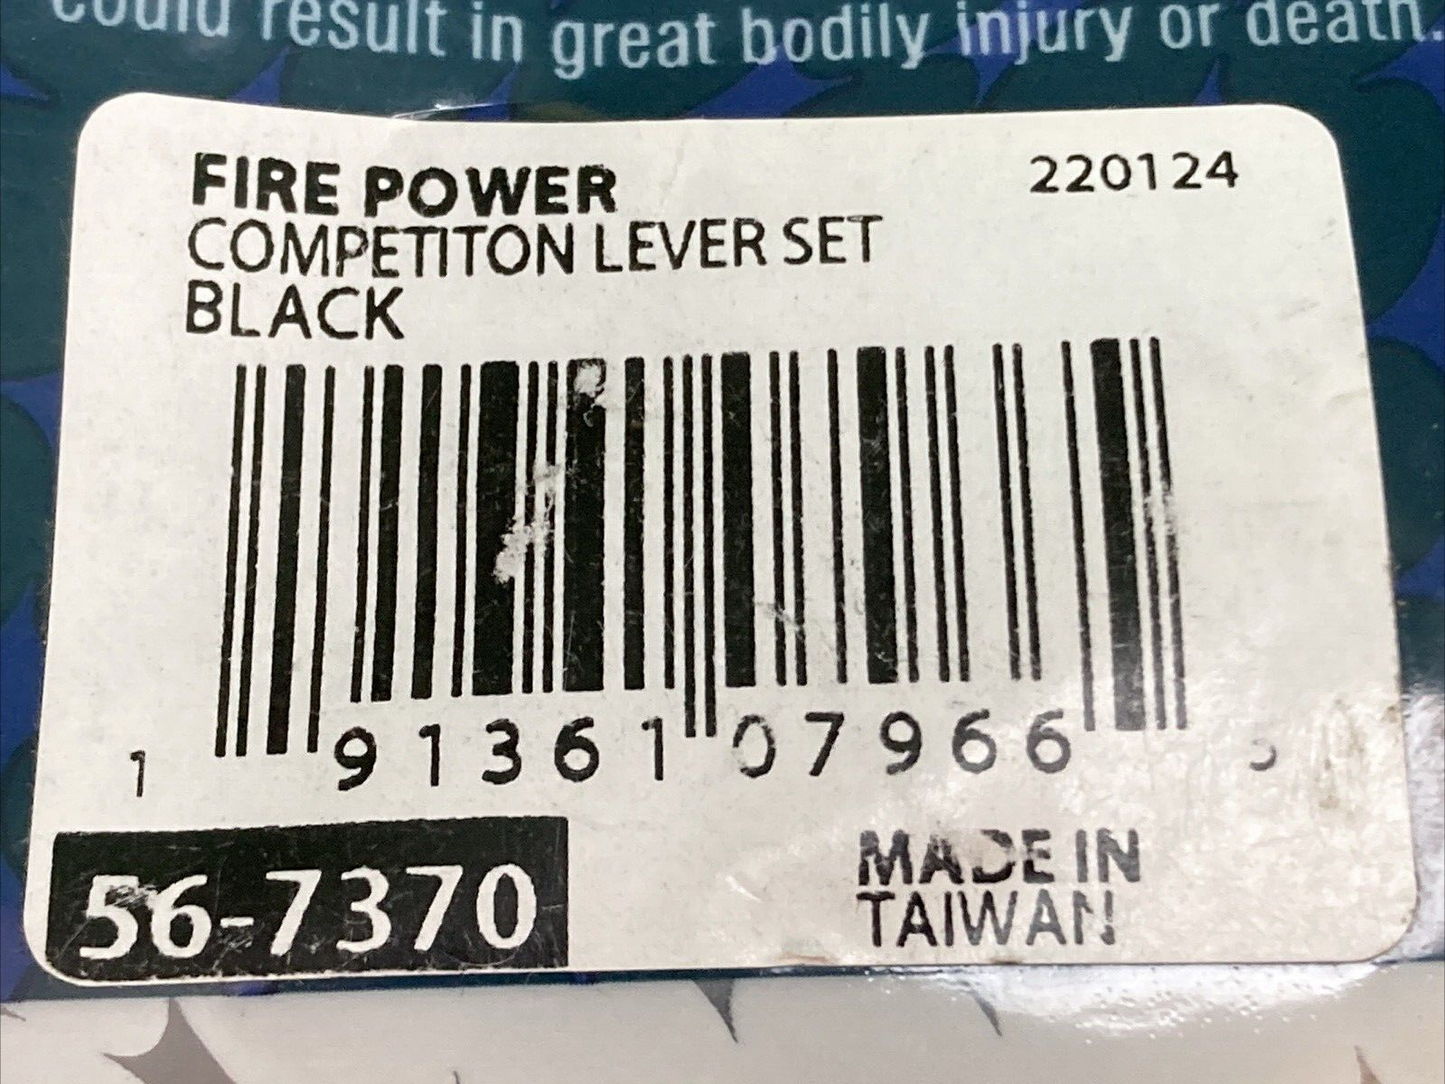 could result in great bodily injury or death.
FIRE POWER 220124
COMPETITON LEVER SET
BLACK
1 91361 07966 5
56-7370
MADE IN
TAIWAN